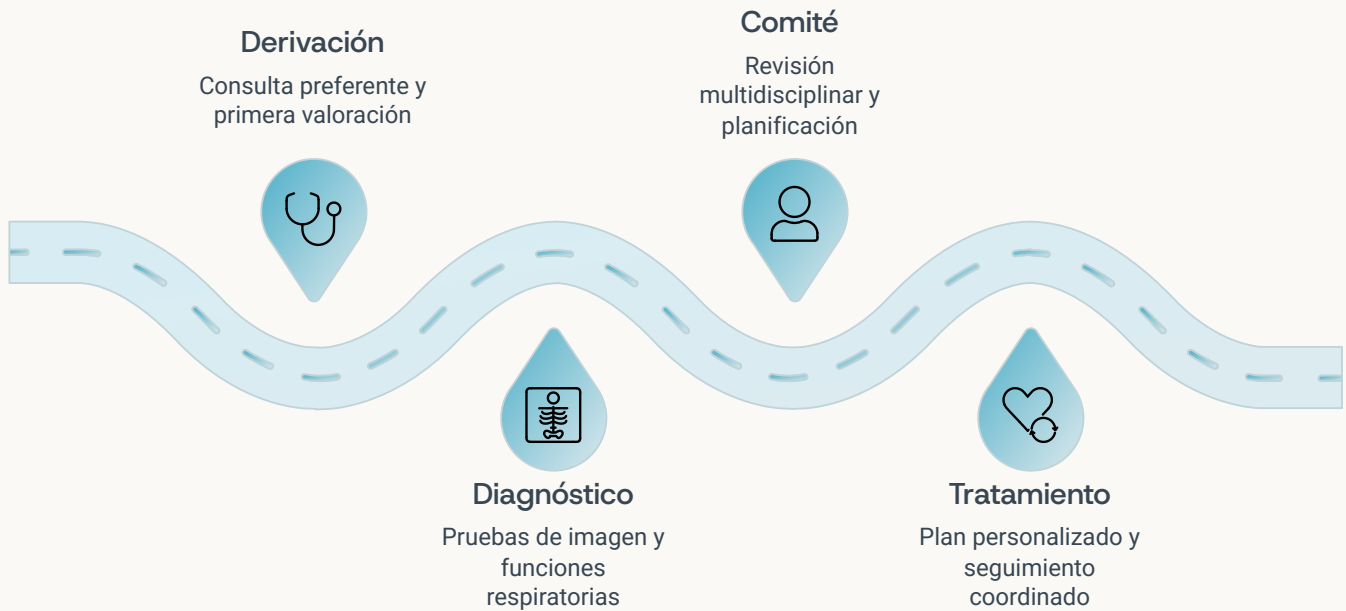 Derivación
Consulta preferente y
primera valoración
Diagnóstico
Pruebas de imagen y
funciones
respiratorias
Comité
Revisión
multidisciplinar y
planificación
Tratamiento
Plan personalizado y
seguimiento
coordinado